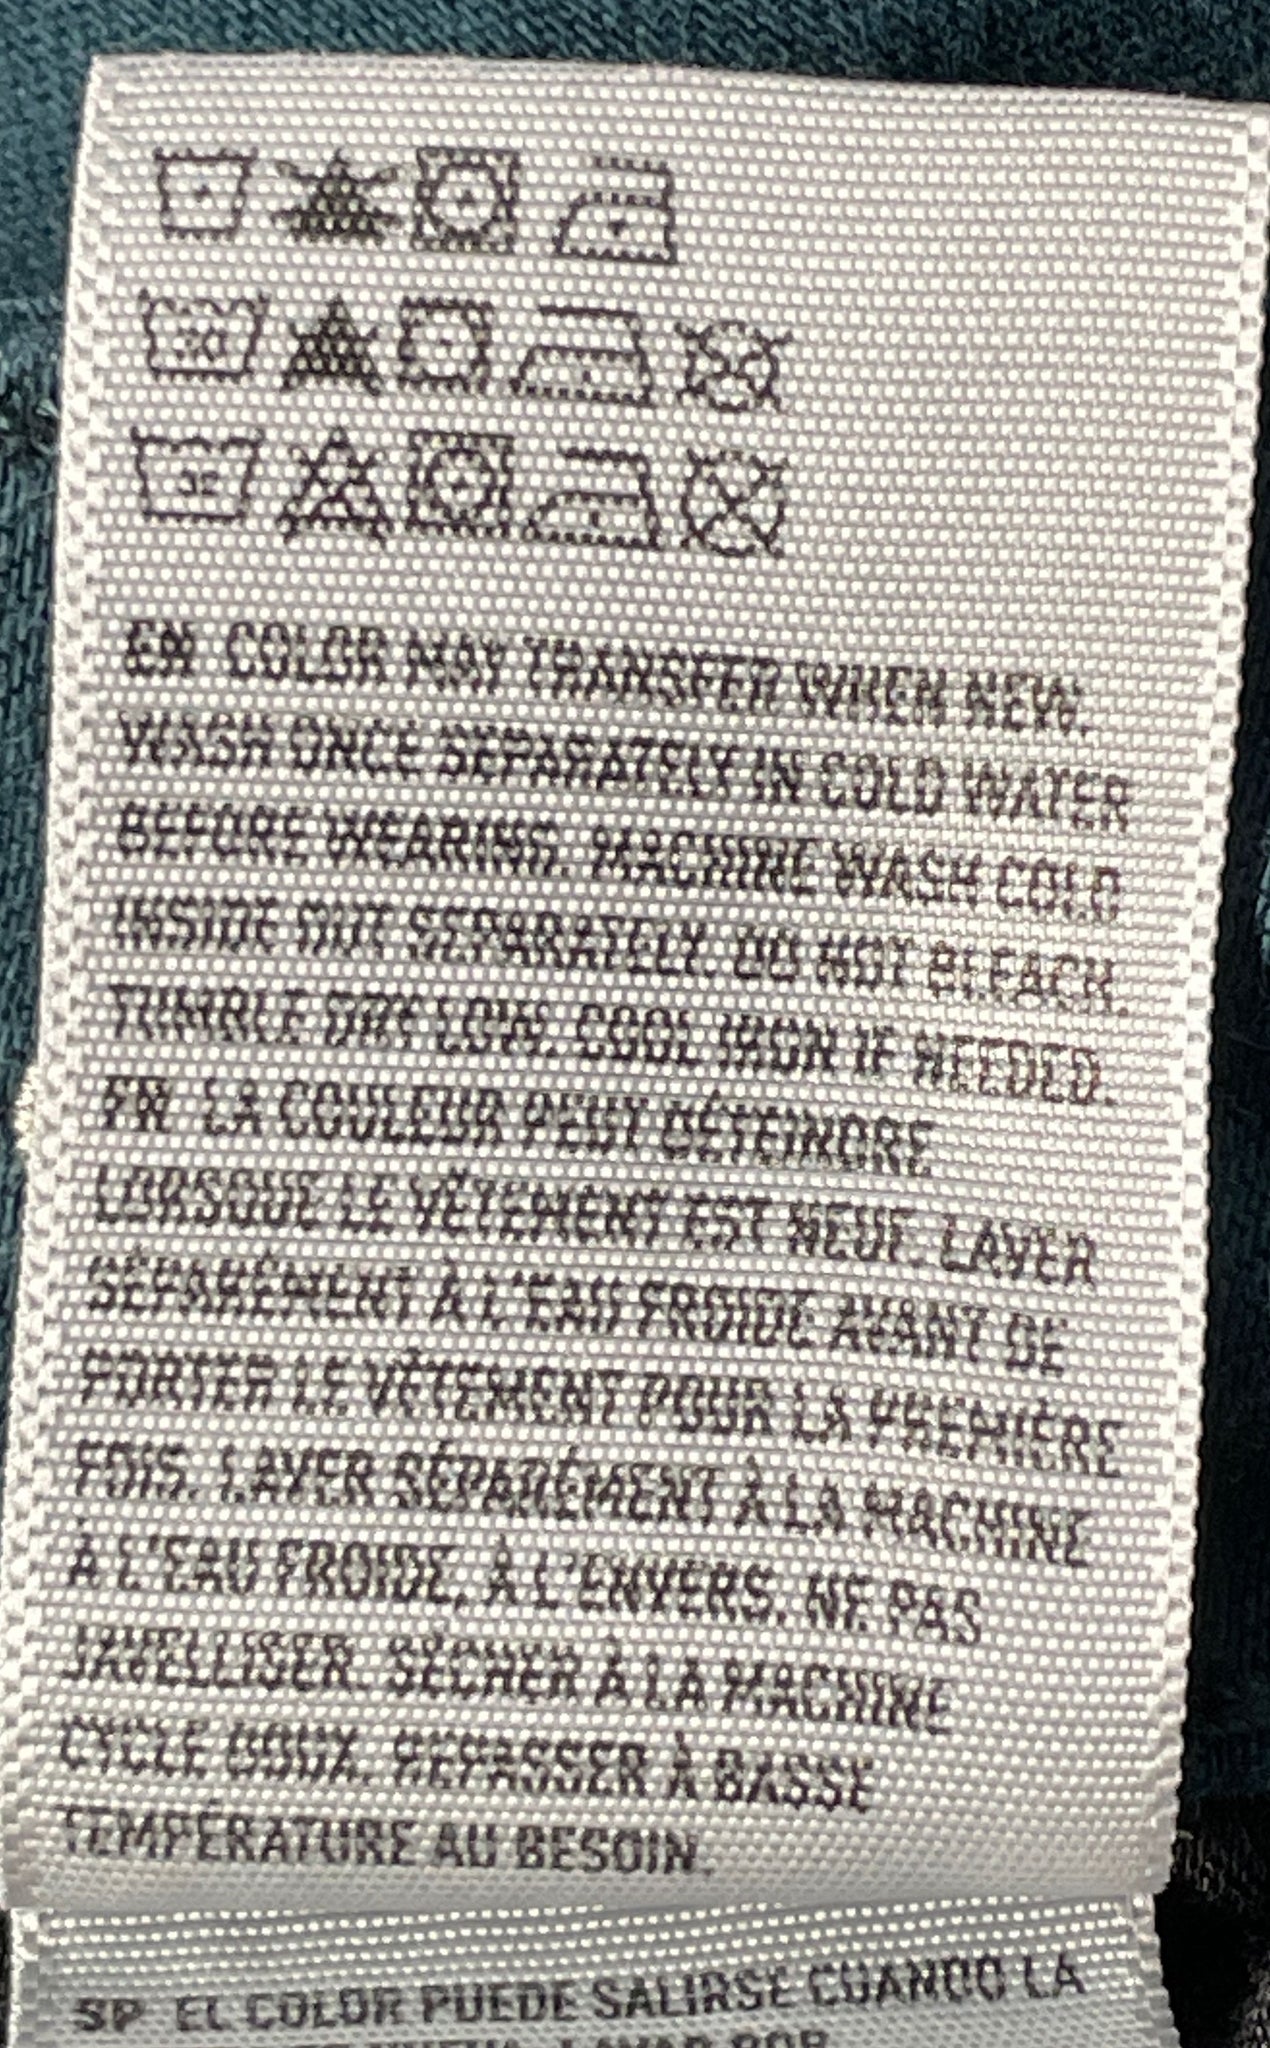 30
30
EN COLOR MAY TRANSFER WHEN NEW.
WASH ONCE SEPARATELY IN COLD WATER
BEFORE WEARING. MACHINE WASH COLD
INSIDE OUT SEPARATELY. DO NOT BLEACH.
TUMBLE DRY LOW. COOL IRON IF NEEDED.
FR LA COULEUR PEUT DÉTEINDRE
LORSQUE LE VÊTEMENT EST NEUF. LAVER
SÉPARÉMENT À L'EAU FROIDE AVANT DE
PORTER LE VÊTEMENT POUR LA PREMIÈRE
FOIS. LAVER SÉPARÉMENT À LA MACHINE
À L'EAU FROIDE, À L'ENVERS. NE PAS
JAVELLISER. SÉCHER À LA MACHINE
CYCLE DOUX. REPASSER À BASSE
TEMPÉRATURE AU BESOIN.
SP EL COLOR PUEDE SALIRSE CUANDO LA
LAVAR POR